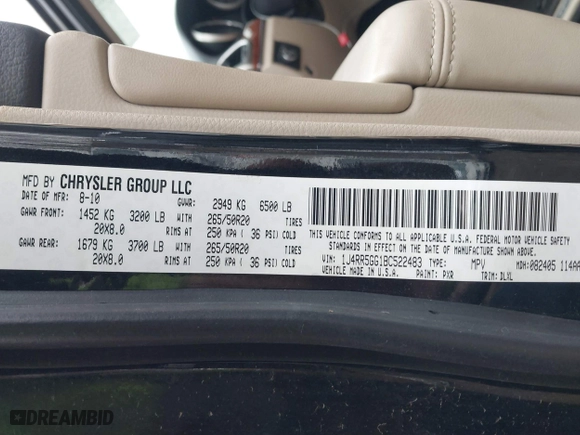 MFD BY CHRYSLER GROUP LLC
DATE OF MFR: 8-10 GVWR: 2949 KG 6500 LB
GAWR FRONT: 1452 KG 3200 LB WITH 265/50R20 TIRES
20X8.0 RIMS AT 250 KPA ( 36 PSI) COLD
GAWR REAR: 1679 KG 3700 LB WITH 265/50R20 TIRES
20X8.0 RIMS AT 250 KPA ( 36 PSI) COLD
THIS VEHICLE CONFORMS TO ALL APPLICABLE U.S.A. FEDERAL MOTOR VEHICLE
STANDARDS IN EFFECT ON THE DATE OF MANUFACTURE SHOWN ABOVE.
VIN: 1J4RR5GG1BC522483 TYPE: MPV MDH: 082405 114AA
VEHICLE MADE IN U.S.A. PAINT: PXR TRIM: DLVL
DREAMBID